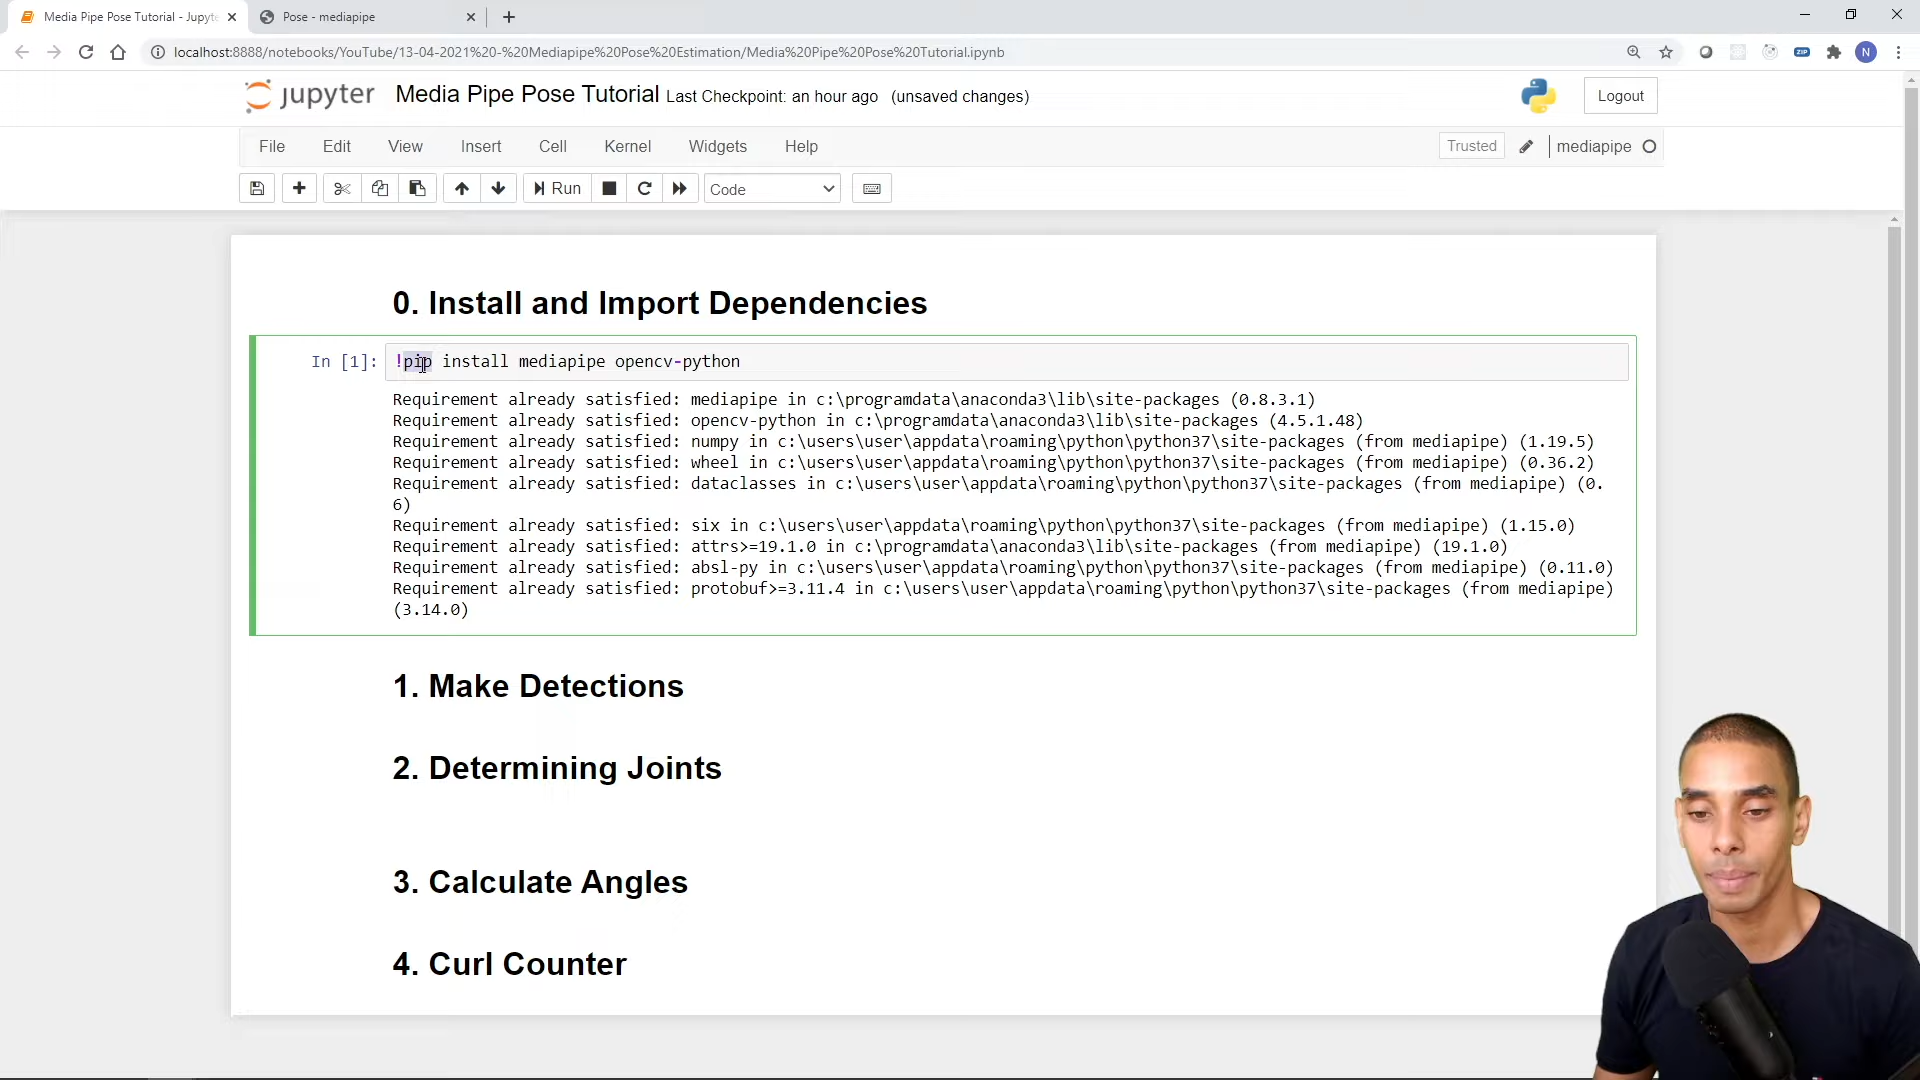 Media Pipe Pose Tutorial - Jupyte
Pose - mediapipe
localhost:8888/notebooks/YouTube/13-04-2021%20-%20Mediapipe%20Pose%20Estimation/Media%20Pipe%20Pose%20Tutorial.ipynb
ZIP
N
jupyter Media Pipe Pose Tutorial Last Checkpoint: an hour ago (unsaved changes)
Logout
File Edit View Insert Cell Kernel Widgets Help
Trusted
mediapipe
Run
Code
0. Install and Import Dependencies
In [1]: !pip install mediapipe opencv-python
Requirement already satisfied: mediapipe in c:\programdata\anaconda3\lib\site-packages (0.8.3.1)
Requirement already satisfied: opencv-python in c:\programdata\anaconda3\lib\site-packages (4.5.1.48)
Requirement already satisfied: numpy in c:\users\user\appdata\roaming\python\python37\site-packages (from mediapipe) (1.19.5)
Requirement already satisfied: wheel in c:\users\user\appdata\roaming\python\python37\site-packages (from mediapipe) (0.36.2)
Requirement already satisfied: dataclasses in c:\users\user\appdata\roaming\python\python37\site-packages (from mediapipe) (0.
6)
Requirement already satisfied: six in c:\users\user\appdata\roaming\python\python37\site-packages (from mediapipe) (1.15.0)
Requirement already satisfied: attrs>=19.1.0 in c:\programdata\anaconda3\lib\site-packages (from mediapipe) (19.1.0)
Requirement already satisfied: absl-py in c:\users\user\appdata\roaming\python\python37\site-packages (from mediapipe) (0.11.0)
Requirement already satisfied: protobuf>=3.11.4 in c:\users\user\appdata\roaming\python\python37\site-packages (from mediapipe)
(3.14.0)
1. Make Detections
2. Determining Joints
3. Calculate Angles
4. Curl Counter